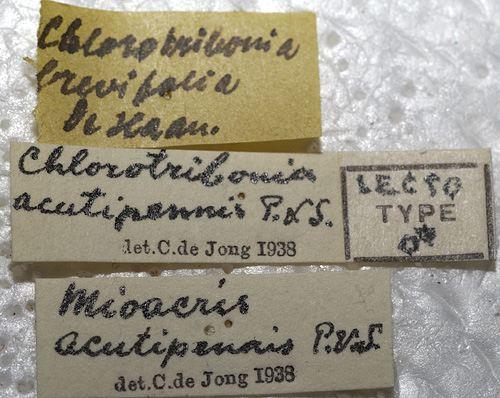 Chlorotribonia
brevifolia
De Haan.
Chlorotribonia
acutipennis P.v.S.
det.C.de Jong 1938
LECTO
TYPE
♂
Mioacris
acutipennis P.v.S.
det.C.de Jong 1938